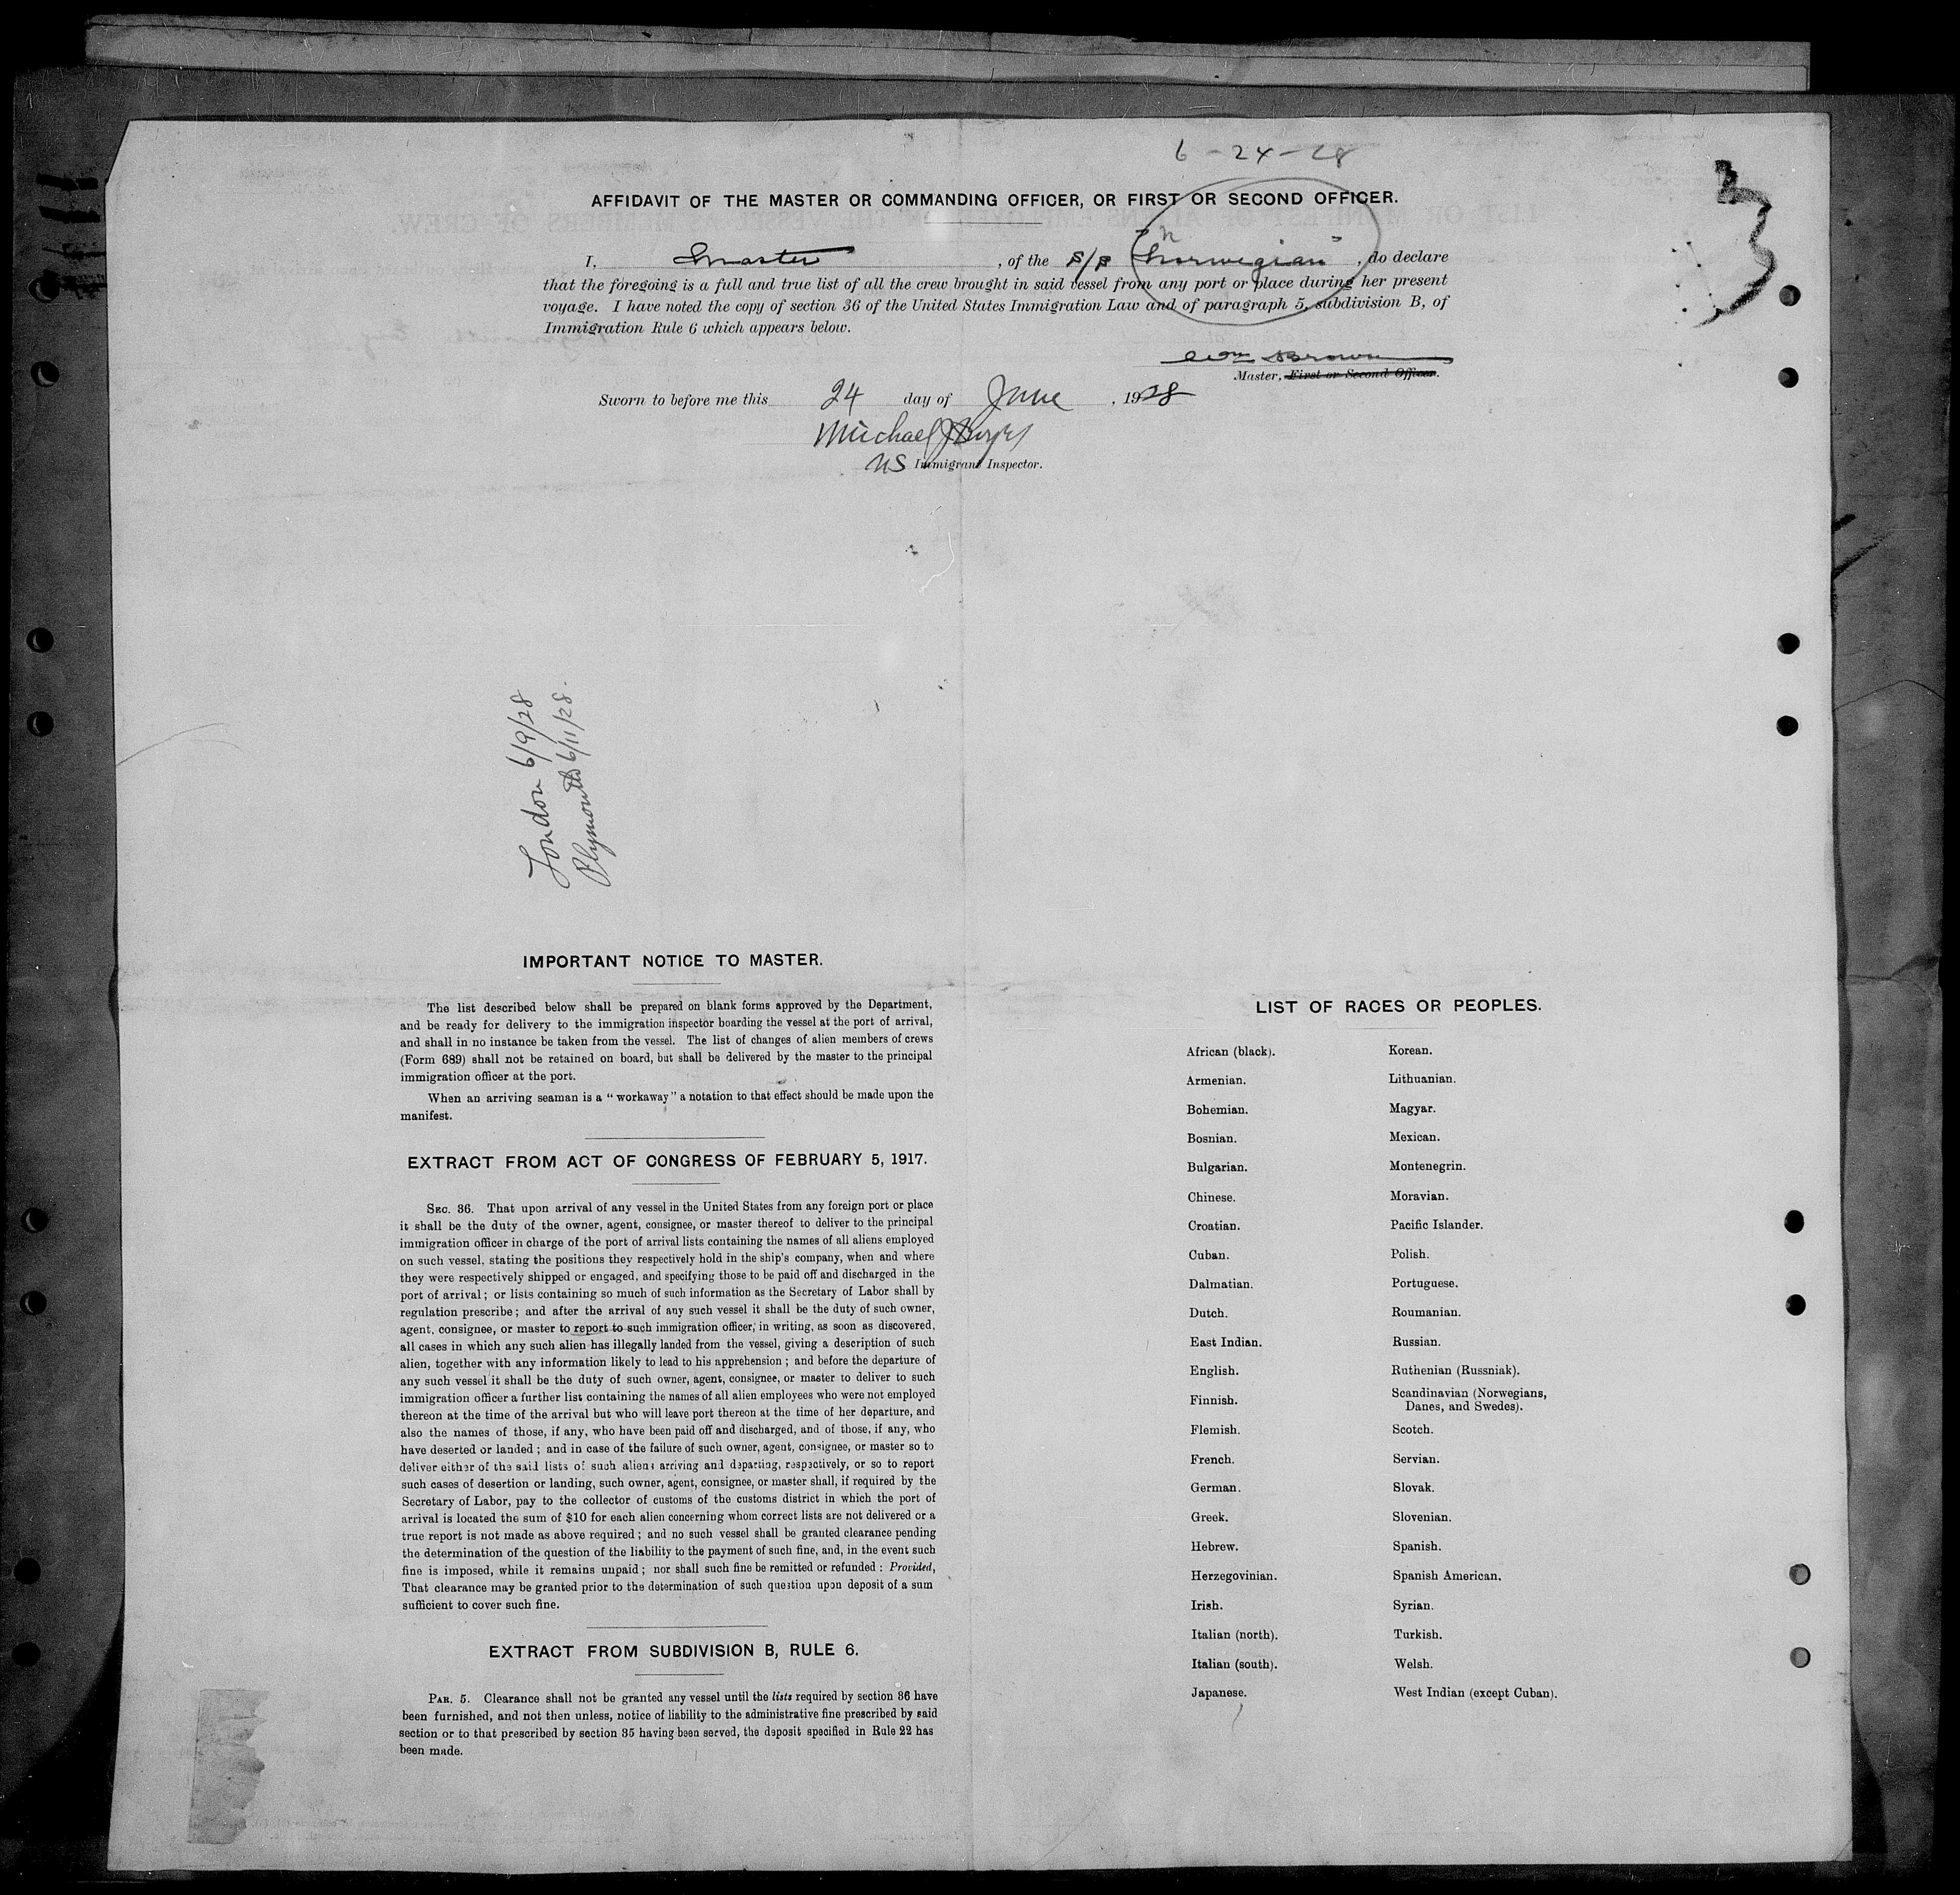 6-24-28
3
AFFIDAVIT OF THE MASTER OR COMMANDING OFFICER, OR FIRST OR SECOND OFFICER.
I, Master, of the S/S "Norwegian", do declare
that the foregoing is a full and true list of all the crew brought in said vessel from any port or place during her present
voyage. I have noted the copy of section 36 of the United States Immigration Law and of paragraph 5, subdivision B, of
Immigration Rule 6 which appears below.
Wm Brown
Master, First or Second Officer.
Sworn to before me this 24 day of June, 1928
Michael J
US Immigrant Inspector.
London 6/9/28
Plymouth 6/11/28.
IMPORTANT NOTICE TO MASTER.
The list described below shall be prepared on blank forms approved by the Department,
and be ready for delivery to the immigration inspector boarding the vessel at the port of arrival,
and shall in no instance be taken from the vessel. The list of changes of alien members of crews
(Form 689) shall not be retained on board, but shall be delivered by the master to the principal
immigration officer at the port.
When an arriving seaman is a "workaway" a notation to that effect should be made upon the
manifest.
EXTRACT FROM ACT OF CONGRESS OF FEBRUARY 5, 1917.
SEC. 36. That upon arrival of any vessel in the United States from any foreign port or place
it shall be the duty of the owner, agent, consignee, or master thereof to deliver to the principal
immigration officer in charge of the port of arrival lists containing the names of all aliens employed
on such vessel, stating the positions they respectively hold in the ship's company, when and where
they were respectively shipped or engaged, and specifying those to be paid off and discharged in the
port of arrival; or lists containing so much of such information as the Secretary of Labor shall by
regulation prescribe; and after the arrival of any such vessel it shall be the duty of such owner,
agent, consignee, or master to report to such immigration officer, in writing, as soon as discovered,
all cases in which any such alien has illegally landed from the vessel, giving a description of such
alien, together with any information likely to lead to his apprehension; and before the departure of
any such vessel it shall be the duty of such owner, agent, consignee, or master to deliver to such
immigration officer a further list containing the names of all alien employees who were not employed
thereon at the time of the arrival but who will leave port thereon at the time of her departure, and
also the names of those, if any, who have been paid off and discharged, and of those, if any, who
have deserted or landed; and in case of the failure of such owner, agent, consignee, or master so to
deliver either of the said lists of such aliens arriving and departing, respectively, or so to report
such cases of desertion or landing, such owner, agent, consignee, or master shall, if required by the
Secretary of Labor, pay to the collector of customs of the customs district in which the port of
arrival is located the sum of $10 for each alien concerning whom correct lists are not delivered or a
true report is not made as above required; and no such vessel shall be granted clearance pending
the determination of the question of the liability to the payment of such fine, and, in the event such
fine is imposed, while it remains unpaid; nor shall such fine be remitted or refunded: Provided,
That clearance may be granted prior to the determination of such question upon deposit of a sum
sufficient to cover such fine.
EXTRACT FROM SUBDIVISION B, RULE 6.
PAR. 5. Clearance shall not be granted any vessel until the lists required by section 36 have
been furnished, and not then unless, notice of liability to the administrative fine prescribed by said
section or to that prescribed by section 35 having been served, the deposit specified in Rule 22 has
been made.
LIST OF RACES OR PEOPLES.
African (black).
Armenian.
Bohemian.
Bosnian.
Bulgarian.
Chinese.
Croatian.
Cuban.
Dalmatian.
Dutch.
East Indian.
English.
Finnish.
Flemish.
French.
German.
Greek.
Hebrew.
Herzegovinian.
Irish.
Italian (north).
Italian (south).
Japanese.
Korean.
Lithuanian.
Magyar.
Mexican.
Montenegrin.
Moravian.
Pacific Islander.
Polish.
Portuguese.
Roumanian.
Russian.
Ruthenian (Russniak).
Scandinavian (Norwegians,
Danes, and Swedes).
Scotch.
Servian.
Slovak.
Slovenian.
Spanish.
Spanish American.
Syrian.
Turkish.
Welsh.
West Indian (except Cuban).